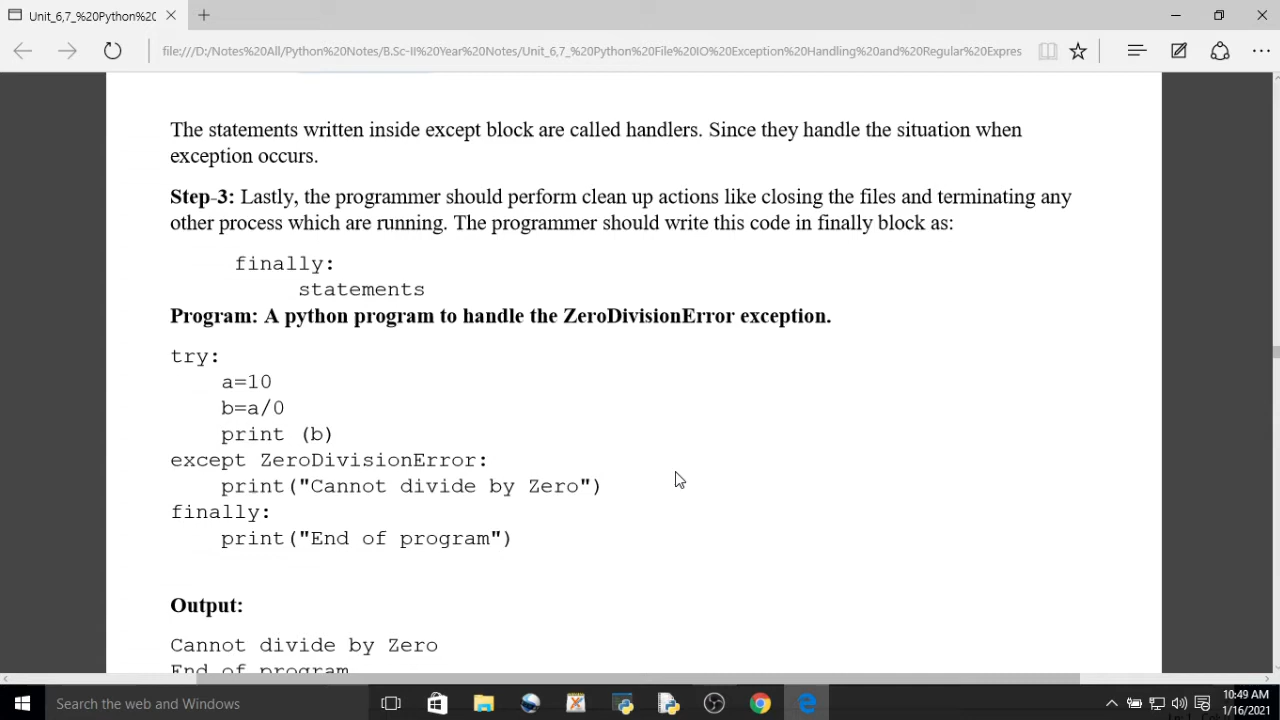 Unit_6,7_%20Python%20
file:///D:/Notes%20All/Python%20Notes/B.Sc-II%20Year%20Notes/Unit_6,7_%20Python%20File%20IO%20Exception%20Handling%20and%20Regular%20Expres
The statements written inside except block are called handlers. Since they handle the situation when
exception occurs.
Step-3: Lastly, the programmer should perform clean up actions like closing the files and terminating any
other process which are running. The programmer should write this code in finally block as:
finally:
statements
Program: A python program to handle the ZeroDivisionError exception.
try:
a=10
b=a/0
print (b)
except ZeroDivisionError:
print("Cannot divide by Zero")
finally:
print("End of program")
Output:
Cannot divide by Zero
End of program
Search the web and Windows
10:49 AM
1/16/2021